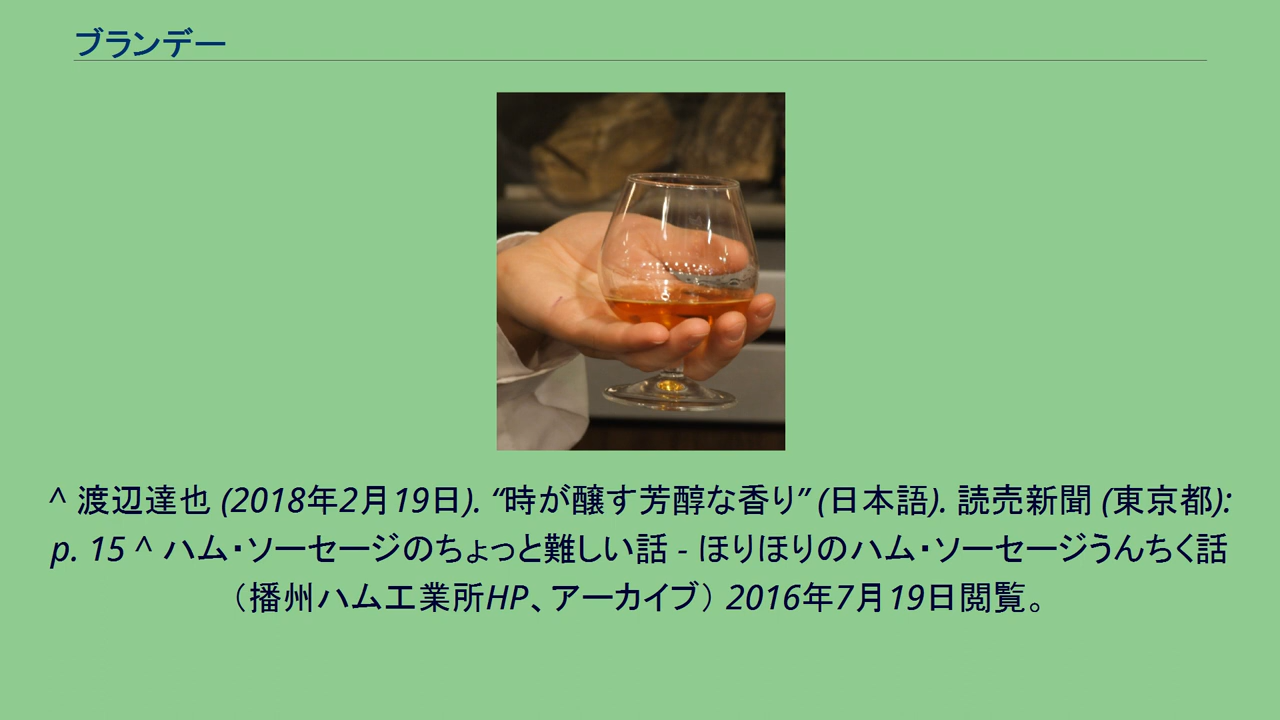 ブランデー
^ 渡辺達也 (2018年2月19日). “時が醸す芳醇な香り” (日本語). 読売新聞 (東京都):
p. 15 ^ ハム・ソーセージのちょっと難しい話 - ほりほりのハム・ソーセージうんちく話
（播州ハム工業所HP、アーカイブ） 2016年7月19日閲覧。